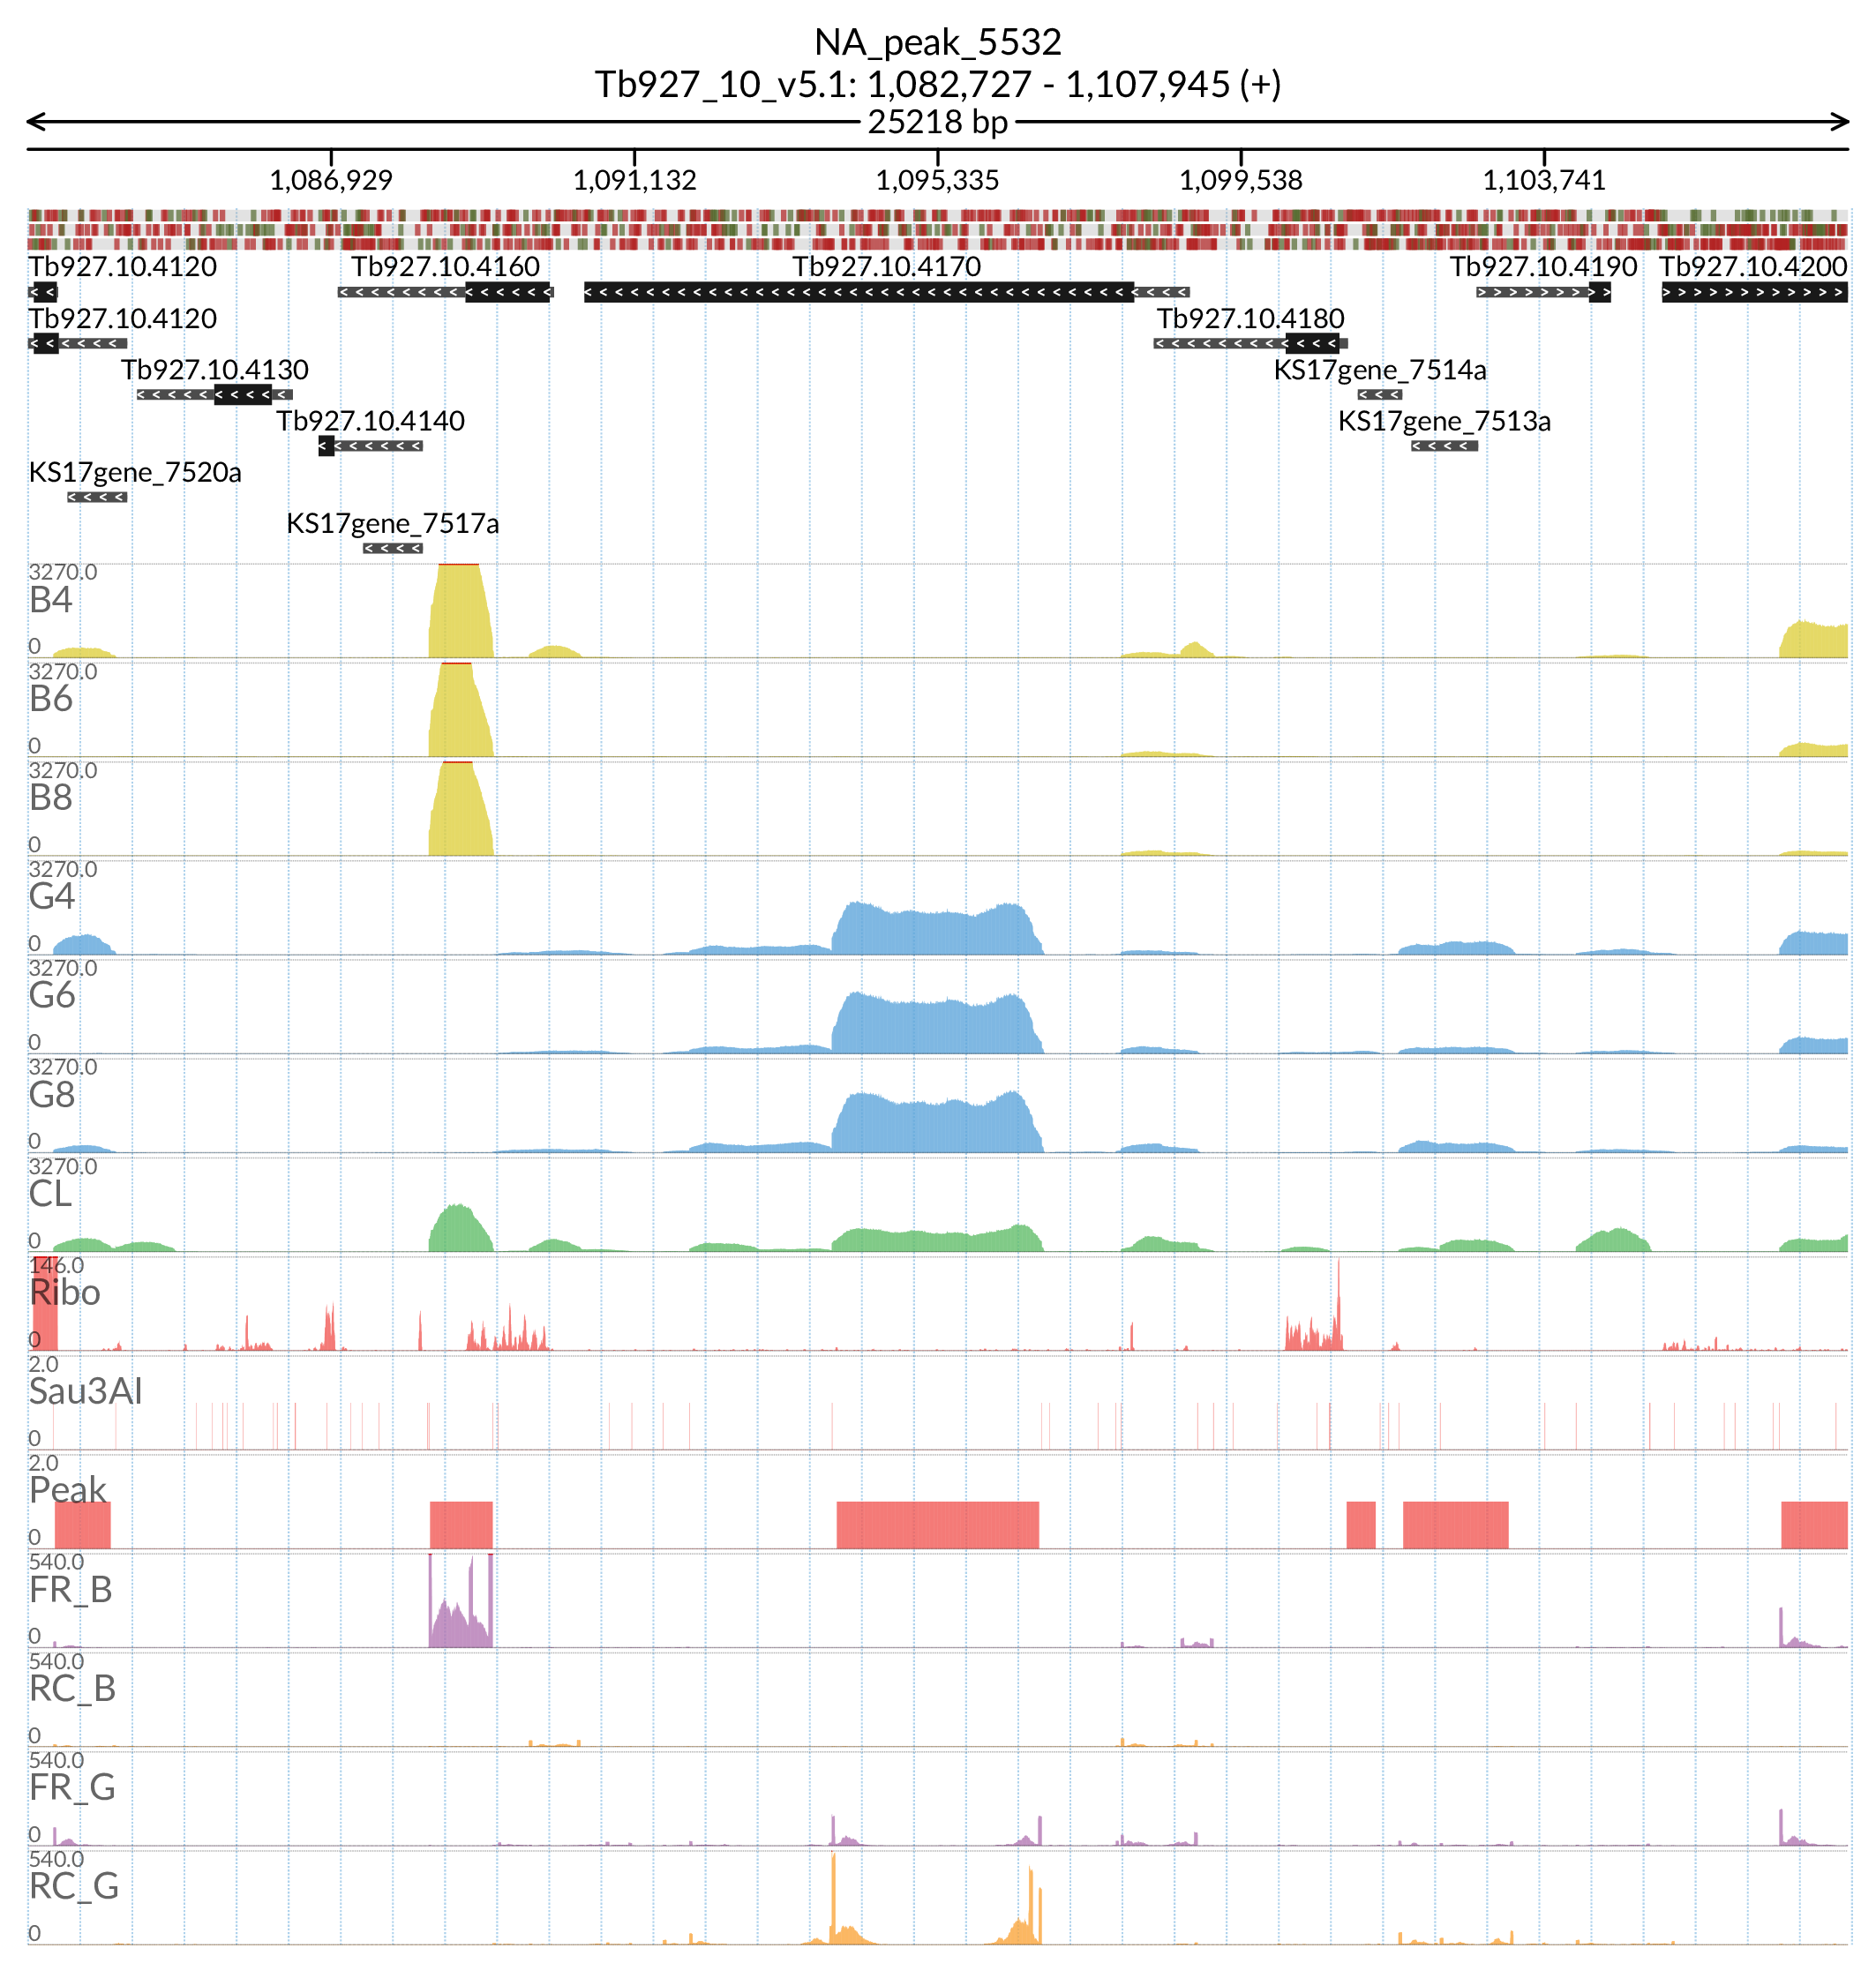 NA_peak_5532
Tb927_10_v5.1: 1,082,727 - 1,107,945 (+)
25218 bp
1,086,929 1,091,132 1,095,335 1,099,538 1,103,741
Tb927.10.4120 Tb927.10.4160 Tb927.10.4170 Tb927.10.4190 Tb927.10.4200
Tb927.10.4120 Tb927.10.4180
Tb927.10.4130 KS17gene_7514a
Tb927.10.4140 KS17gene_7513a
KS17gene_7520a
KS17gene_7517a
3270.0
B4
0
3270.0
B6
0
3270.0
B8
0
3270.0
G4
0
3270.0
G6
0
3270.0
G8
0
3270.0
CL
0
146.0
Ribo
0
2.0
Sau3AI
0
2.0
Peak
0
540.0
FR_B
0
540.0
RC_B
0
540.0
FR_G
0
540.0
RC_G
0